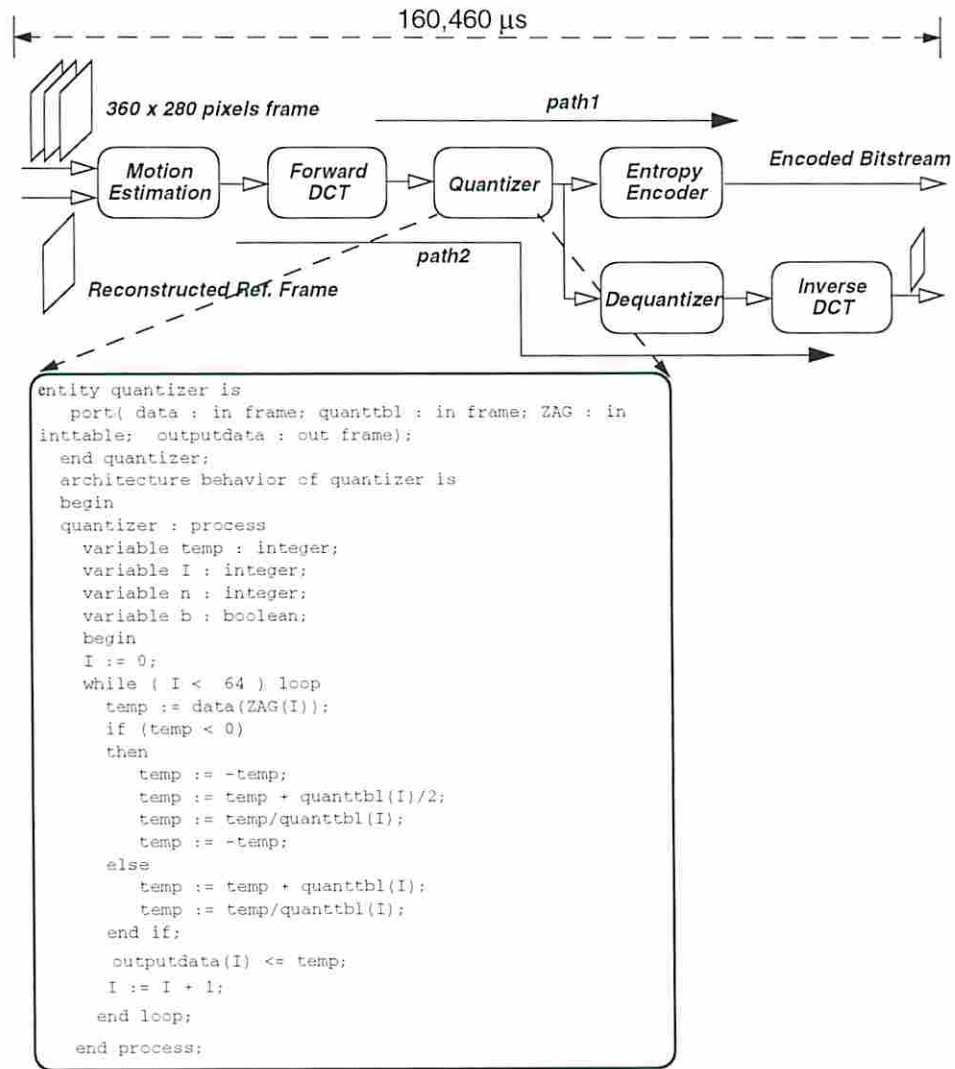 160,460 µs
360 x 280 pixels frame
path1
Motion
Estimation
Forward
DCT
Quantizer
Entropy
Encoder
Encoded Bitstream
path2
Reconstructed Ref. Frame
Dequantizer
Inverse
DCT
entity quantizer is
port( data : in frame; quanttbl : in frame; ZAG : in
inttable; outputdata : out frame);
end quantizer;
architecture behavior of quantizer is
begin
quantizer : process
variable temp : integer;
variable I : integer;
variable n : integer;
variable b : boolean;
begin
I := 0;
while ( I < 64 ) loop
temp := data(ZAG(I));
if (temp < 0)
then
temp := -temp;
temp := temp + quanttbl(I)/2;
temp := temp/quanttbl(I);
temp := -temp;
else
temp := temp + quanttbl(I);
temp := temp/quanttbl(I);
end if;
outputdata(I) <= temp;
I := I + 1;
end loop;
end process;